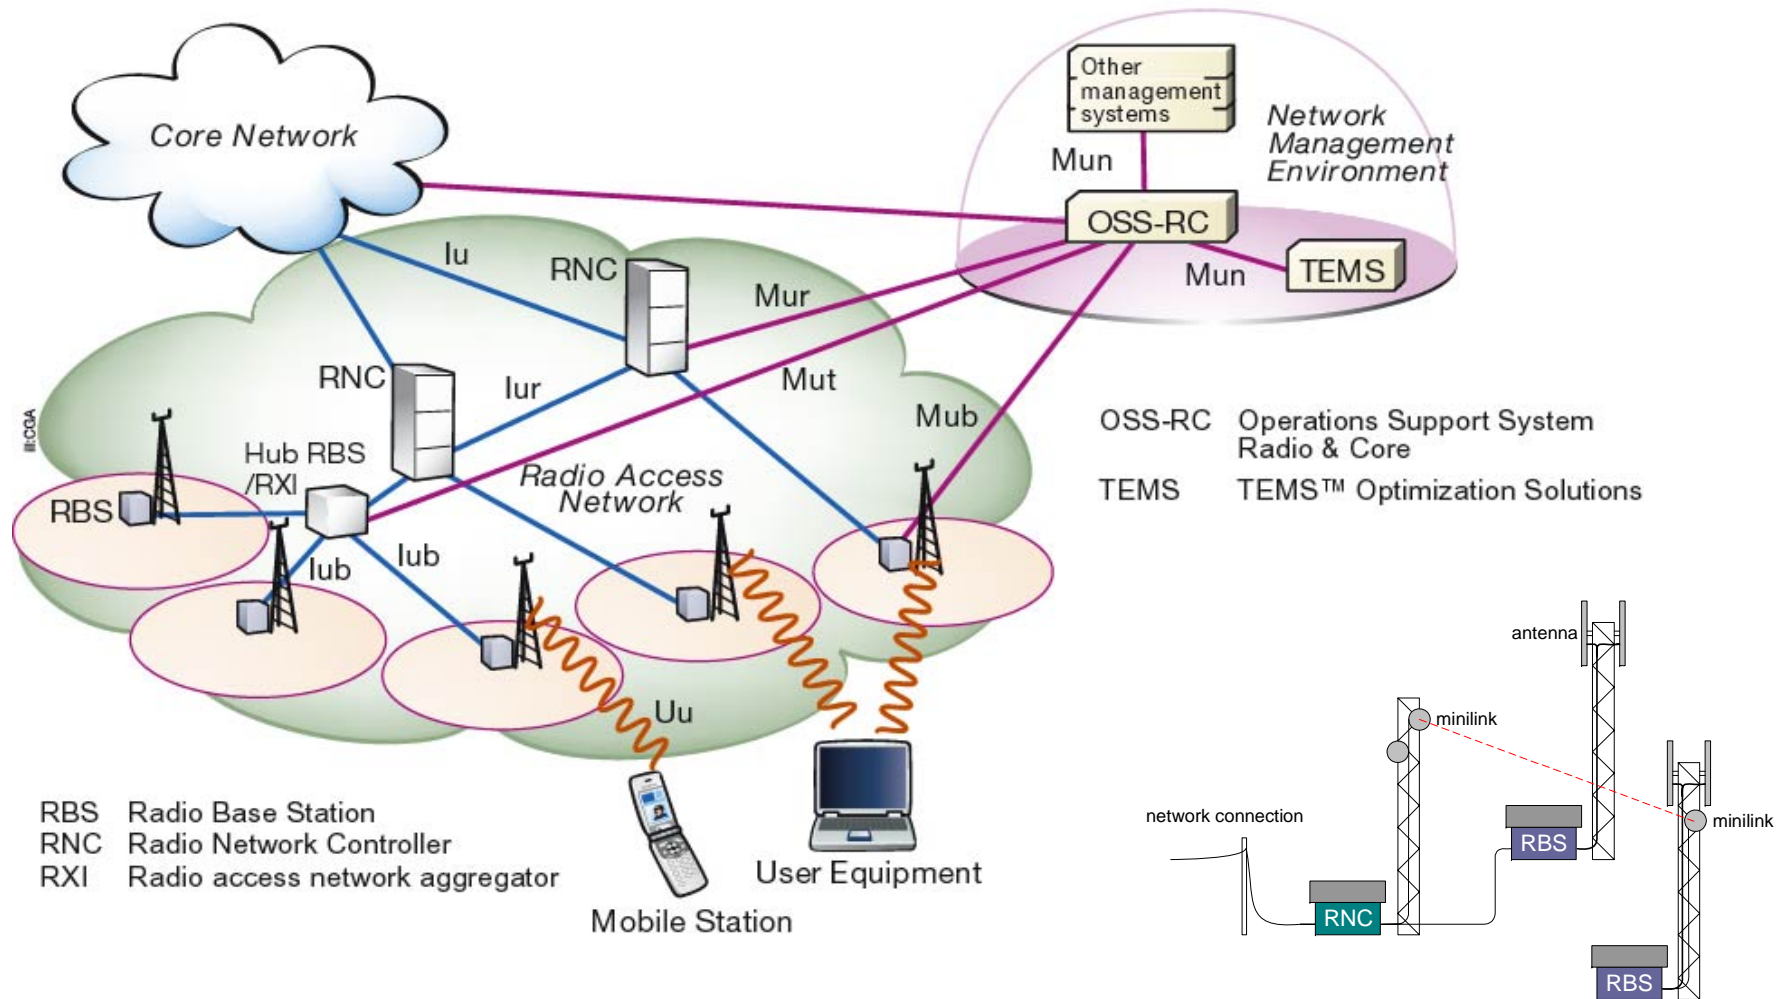 Core Network
Other
management
systems
Network
Management
Environment
Mun
OSS-RC
Mun
TEMS
Iu
RNC
Mur
RNC
Iur
Mut
Mub
Ill:CGA
Hub RBS
/RXI
Radio Access
Network
RBS
Iub
Iub
Uu
OSS-RC Operations Support System
Radio & Core
TEMS TEMS™ Optimization Solutions
RBS Radio Base Station
RNC Radio Network Controller
RXI Radio access network aggregator
Mobile Station
User Equipment
antenna
minilink
minilink
network connection
RBS
RNC
RBS